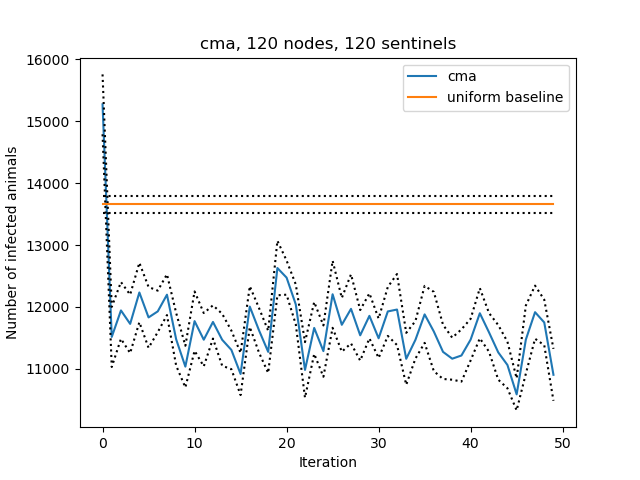 cma, 120 nodes, 120 sentinels
16000
15000
14000
13000
12000
11000
Number of infected animals
cma
uniform baseline
0
10
20
30
40
50
Iteration